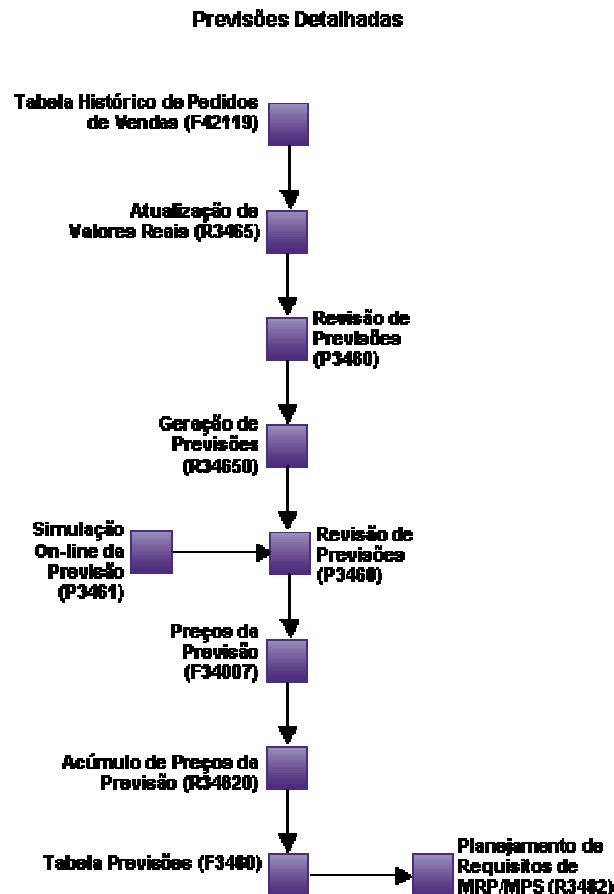 Previsões Detalhadas
Tabela Histórico de Pedidos
de Vendas (F42119)
Atualização de
Valores Reais (R3465)
Revisão de
Previsões
(P3460)
Geração de
Previsões
(R34650)
Simulação
On-line da
Previsão
(P3461)
Revisão de
Previsões
(P3460)
Preços da
Previsão
(F34007)
Acúmulo de Preços da
Previsão (R34620)
Tabela Previsões (F3460)
Planejamento de
Requisitos de
MRP/MPS (R3482)